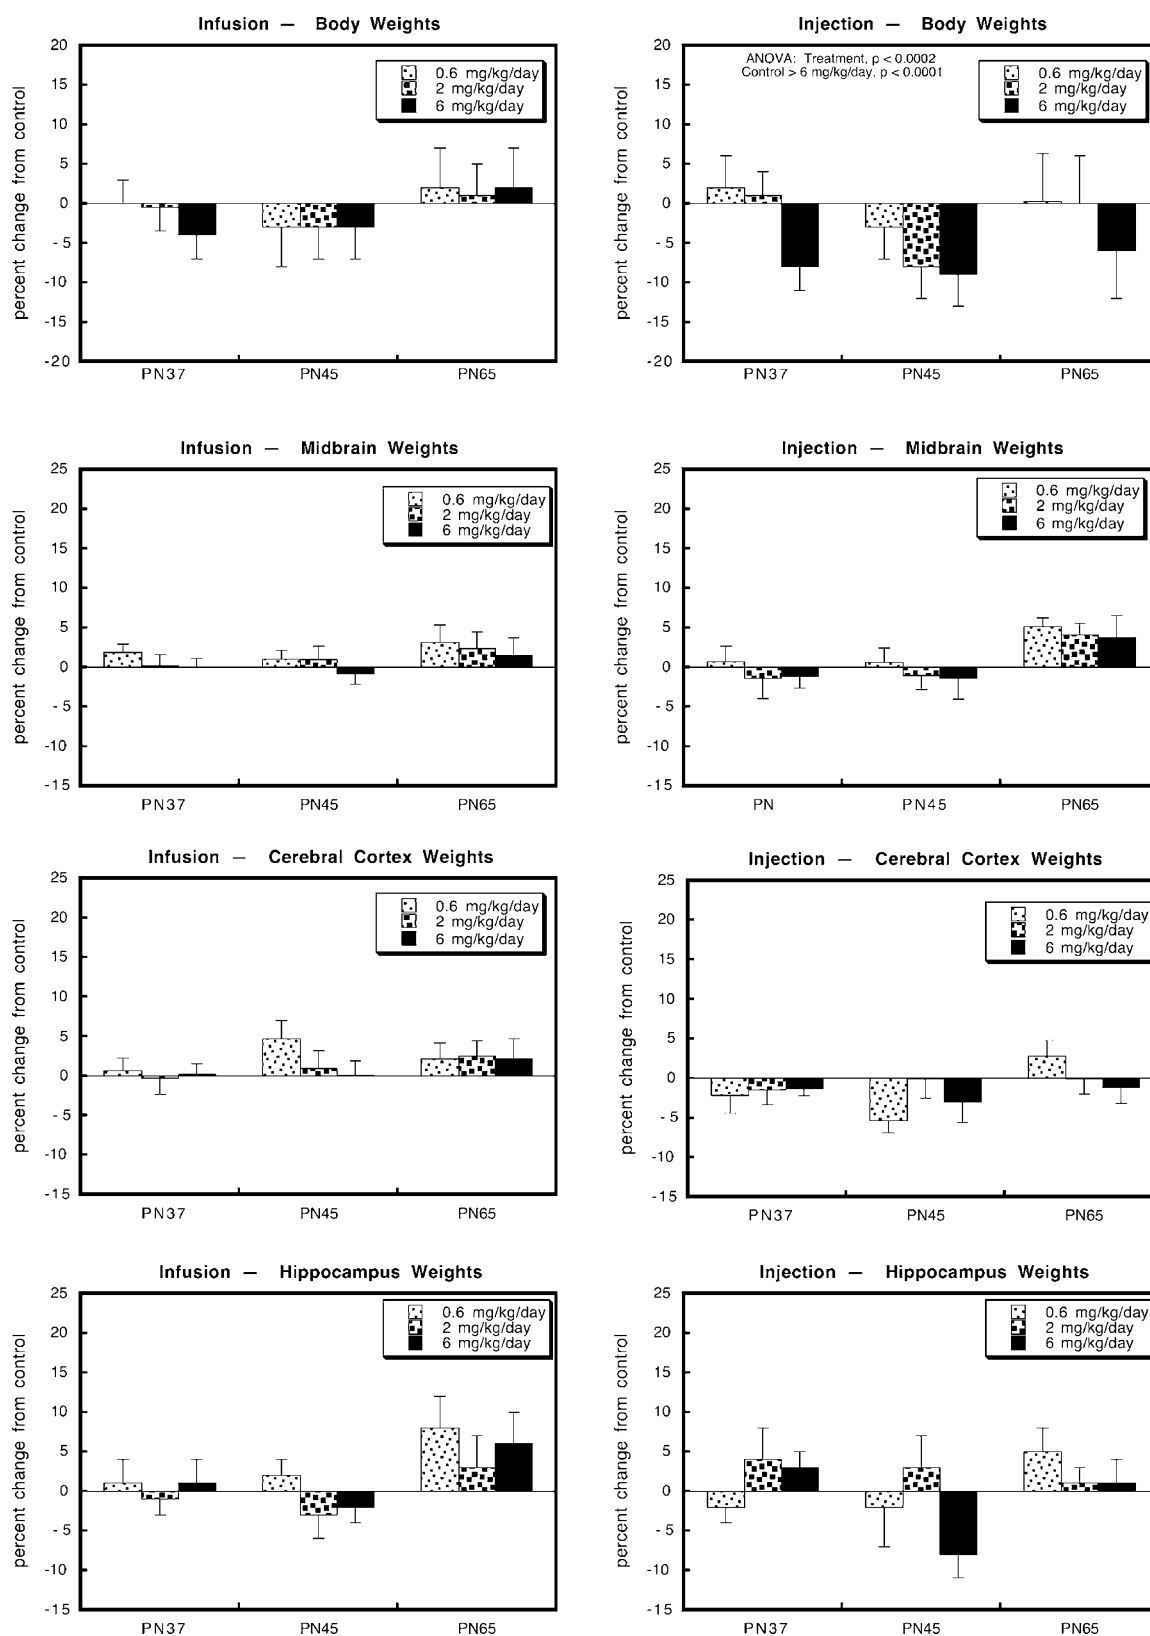 Infusion — Body Weights
percent change from control
20
15
10
5
0
-5
-10
-15
-20
0.6 mg/kg/day
2 mg/kg/day
6 mg/kg/day
PN37 PN45 PN65
Injection — Body Weights
percent change from control
20
15
10
5
0
-5
-10
-15
-20
ANOVA: Treatment, p < 0.0002
Control > 6 mg/kg/day, p < 0.0001
0.6 mg/kg/day
2 mg/kg/day
6 mg/kg/day
PN37 PN45 PN65
Infusion — Midbrain Weights
percent change from control
25
20
15
10
5
0
-5
-10
-15
0.6 mg/kg/day
2 mg/kg/day
6 mg/kg/day
PN37 PN45 PN65
Injection — Midbrain Weights
percent change from control
25
20
15
10
5
0
-5
-10
-15
0.6 mg/kg/day
2 mg/kg/day
6 mg/kg/day
PN PN45 PN65
Infusion — Cerebral Cortex Weights
percent change from control
25
20
15
10
5
0
-5
-10
-15
0.6 mg/kg/day
2 mg/kg/day
6 mg/kg/day
PN37 PN45 PN65
Injection — Cerebral Cortex Weights
percent change from control
25
20
15
10
5
0
-5
-10
-15
0.6 mg/kg/day
2 mg/kg/day
6 mg/kg/day
PN37 PN45 PN65
Infusion — Hippocampus Weights
percent change from control
25
20
15
10
5
0
-5
-10
-15
0.6 mg/kg/day
2 mg/kg/day
6 mg/kg/day
PN37 PN45 PN65
Injection — Hippocampus Weights
percent change from control
25
20
15
10
5
0
-5
-10
-15
0.6 mg/kg/day
2 mg/kg/day
6 mg/kg/day
PN37 PN45 PN65